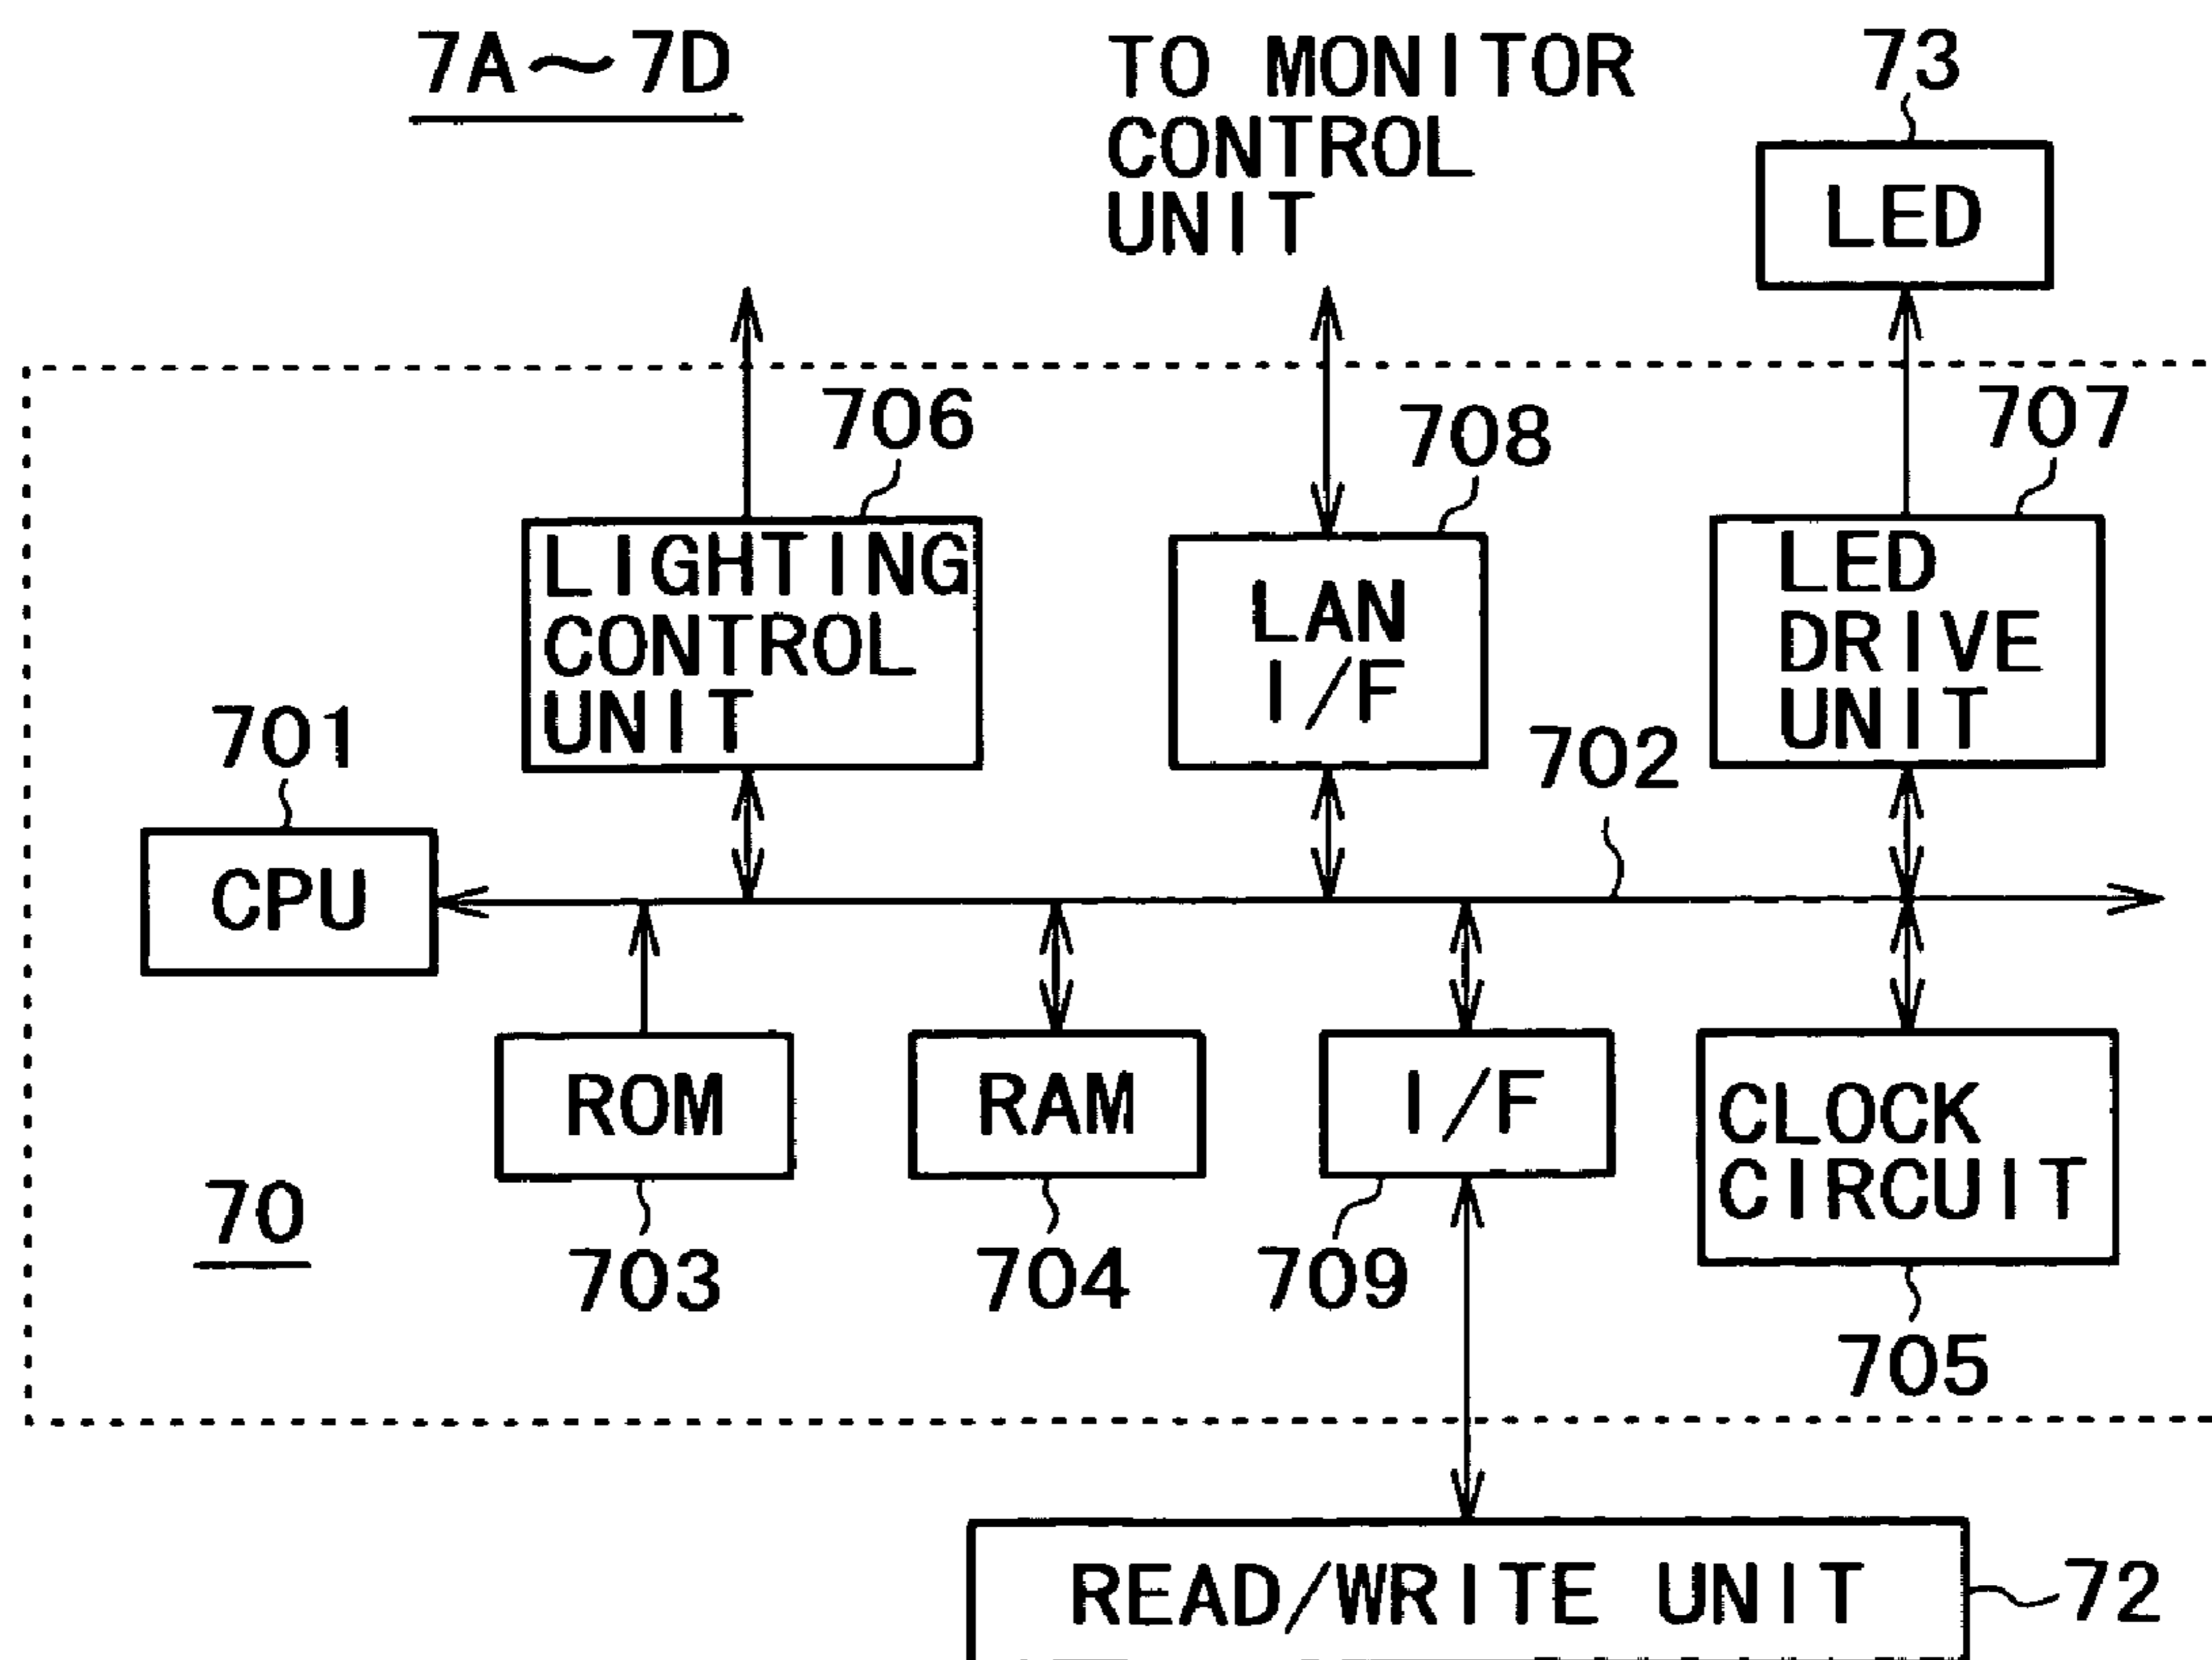 7A～7D
TO MONITOR
CONTROL
UNIT
73
LED
706
708
707
LIGHTING
CONTROL
UNIT
LAN
I/F
LED
DRIVE
UNIT
701
702
CPU
ROM
RAM
I/F
CLOCK
CIRCUIT
70
703
704
709
705
READ/WRITE UNIT
72